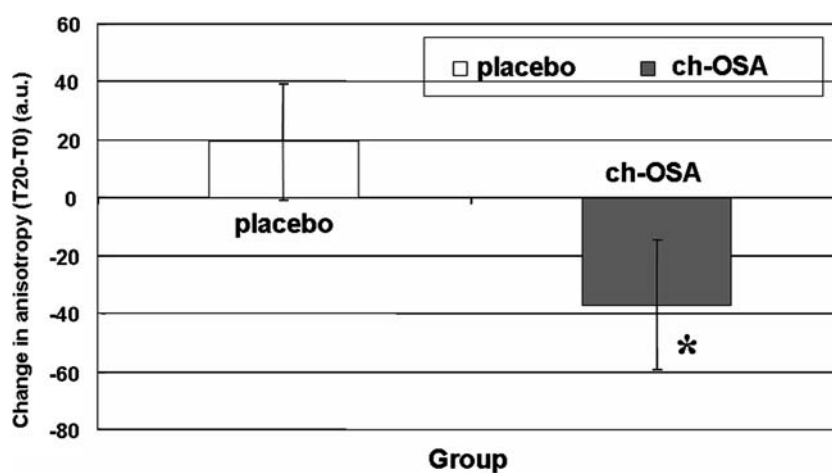 Change in anisotropy (T20-T0) (a.u.)
60
40
20
0
-20
-40
-60
-80
placebo ch-OSA
placebo
ch-OSA
*
Group